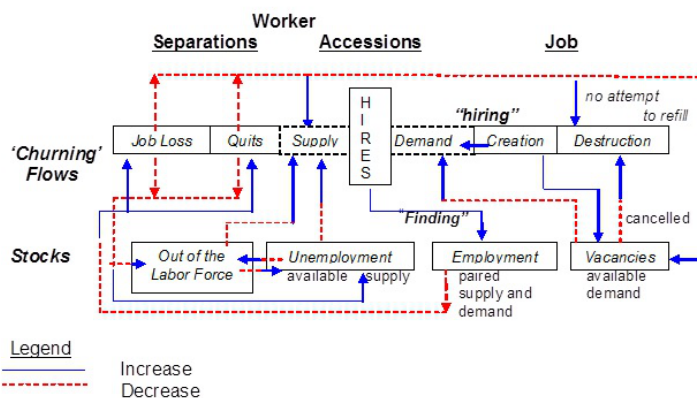 Worker
Separations Accessions Job
no attempt
to refill
"hiring"
HIRES
Job Loss Quits Supply Demand Creation Destruction
'Churning'
Flows
"Finding"
cancelled
Stocks
Out of the
Labor Force
Unemployment
available supply
Employment
paired
supply and
demand
Vacancies
available
demand
Legend
Increase
Decrease